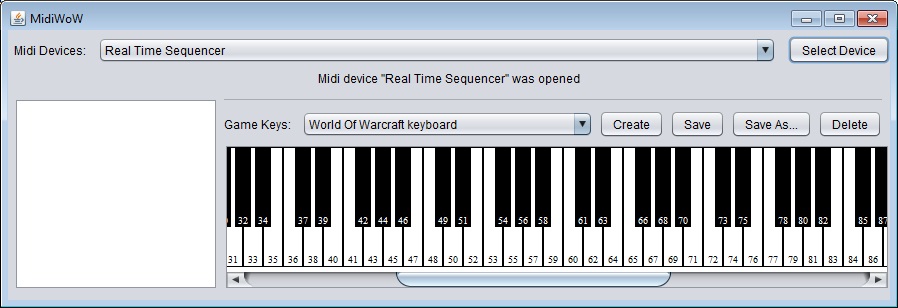 MidiWoW
Midi Devices: Real Time Sequencer Select Device
Midi device "Real Time Sequencer" was opened
Game Keys: World Of Warcraft keyboard Create Save Save As... Delete
32 34 37 39 42 44 46 49 51 54 56 58 61 63 66 68 70 73 75 78 80 82 85 87
31 33 35 36 38 40 41 43 45 47 48 50 52 53 55 57 59 60 62 64 65 67 69 71 72 74 76 77 79 81 83 84 86